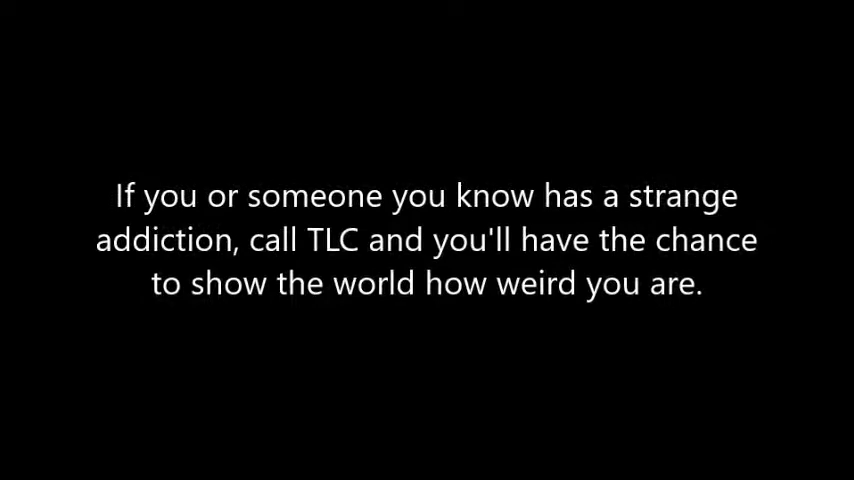 If you or someone you know has a strange
addiction, call TLC and you'll have the chance
to show the world how weird you are.